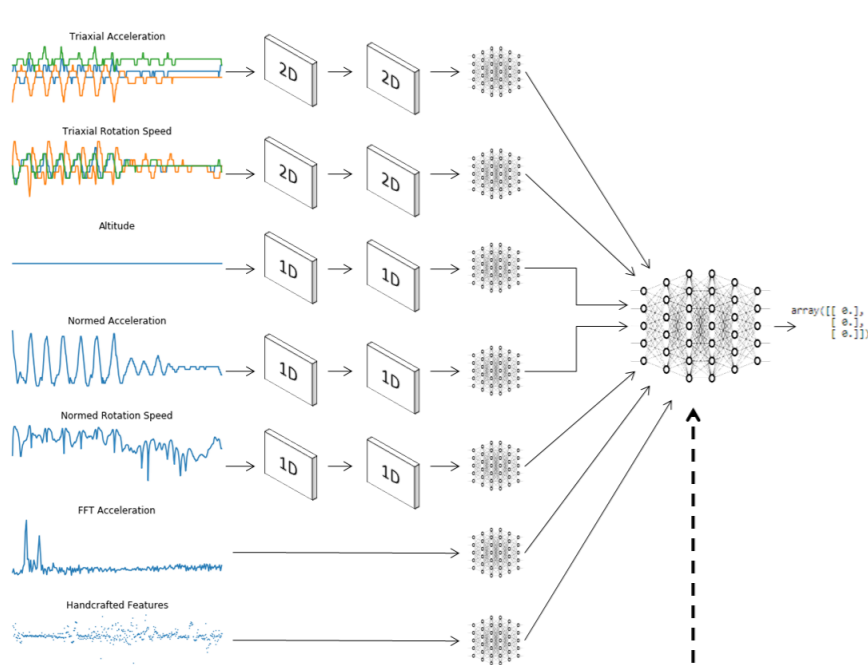 Triaxial Acceleration
2D
2D
Triaxial Rotation Speed
2D
2D
Altitude
1D
1D
Normed Acceleration
1D
1D
array([[ 0.],
[ 0.],
[ 0.]])
Normed Rotation Speed
1D
1D
FFT Acceleration
Handcrafted Features